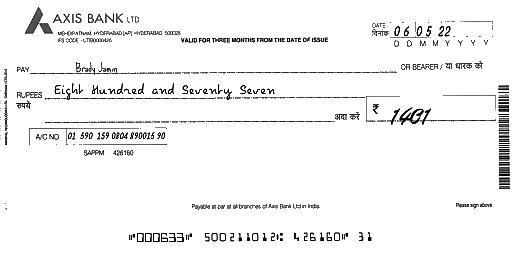 AXIS BANK LTD
MEHDIPATNAM, HYDERABAD [AP] HYDERABAD 500028
IFS CODE - UTIB0000426
VALID FOR THREE MONTHS FROM THE DATE OF ISSUE
DATE
दिनांक 06 05 22
D D M M Y Y Y Y
PAY Brady Jamin OR BEARER / या धारक को
RUPEES Eight Hundred and Seventy Seven
रुपये अदा करें ₹ 1401
A/C NO 01 590 159 0804 890015 90
SAPPM 426160
Payable at par at all branches of Axis Bank Ltd in India.
Please sign above
⑈000633⑈ 500211012⑆ 426160⑈ 31